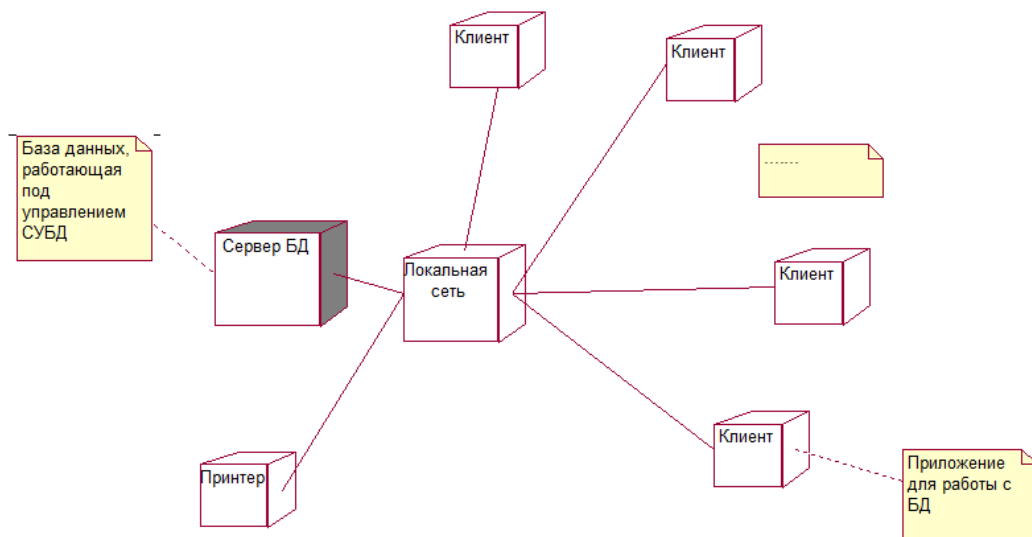 Клиент
Клиент
База данных,
работающая
под
управлением
СУБД
.......
Сервер БД
Локальная
сеть
Клиент
Клиент
Принтер
Приложение
для работы с
БД